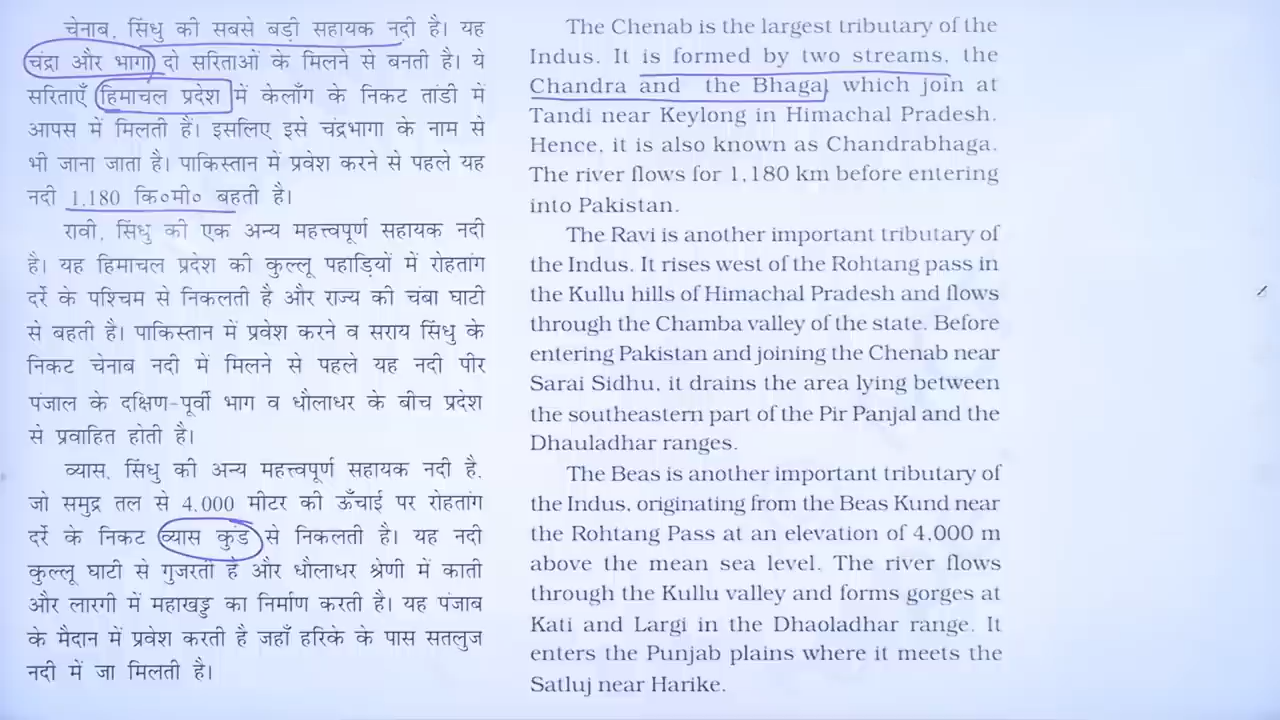 चेनाब, सिंधु की सबसे बड़ी सहायक नदी है। यह
चंद्रा और भागा दो सरिताओं के मिलने से बनती है। ये
सरिताएँ हिमाचल प्रदेश में केलाँग के निकट तांडी में
आपस में मिलती हैं। इसलिए इसे चंद्रभागा के नाम से
भी जाना जाता है। पाकिस्तान में प्रवेश करने से पहले यह
नदी 1,180 कि॰मी॰ बहती है।
रावी, सिंधु की एक अन्य महत्त्वपूर्ण सहायक नदी
है। यह हिमाचल प्रदेश की कुल्लू पहाड़ियों में रोहतांग
दर्रे के पश्चिम से निकलती है और राज्य की चंबा घाटी
से बहती है। पाकिस्तान में प्रवेश करने व सराय सिंधु के
निकट चेनाब नदी में मिलने से पहले यह नदी पीर
पंजाल के दक्षिण-पूर्वी भाग व धौलाधर के बीच प्रदेश
से प्रवाहित होती है।
व्यास, सिंधु की अन्य महत्त्वपूर्ण सहायक नदी है,
जो समुद्र तल से 4,000 मीटर की ऊँचाई पर रोहतांग
दर्रे के निकट व्यास कुंड से निकलती है। यह नदी
कुल्लू घाटी से गुजरती है और धौलाधर श्रेणी में काती
और लारगी में महाखड्ड का निर्माण करती है। यह पंजाब
के मैदान में प्रवेश करती है जहाँ हरिके के पास सतलुज
नदी में जा मिलती है।
The Chenab is the largest tributary of the
Indus. It is formed by two streams, the
Chandra and the Bhaga, which join at
Tandi near Keylong in Himachal Pradesh.
Hence, it is also known as Chandrabhaga.
The river flows for 1,180 km before entering
into Pakistan.
The Ravi is another important tributary of
the Indus. It rises west of the Rohtang pass in
the Kullu hills of Himachal Pradesh and flows
through the Chamba valley of the state. Before
entering Pakistan and joining the Chenab near
Sarai Sidhu, it drains the area lying between
the southeastern part of the Pir Panjal and the
Dhauladhar ranges.
The Beas is another important tributary of
the Indus, originating from the Beas Kund near
the Rohtang Pass at an elevation of 4,000 m
above the mean sea level. The river flows
through the Kullu valley and forms gorges at
Kati and Largi in the Dhaoladhar range. It
enters the Punjab plains where it meets the
Satluj near Harike.